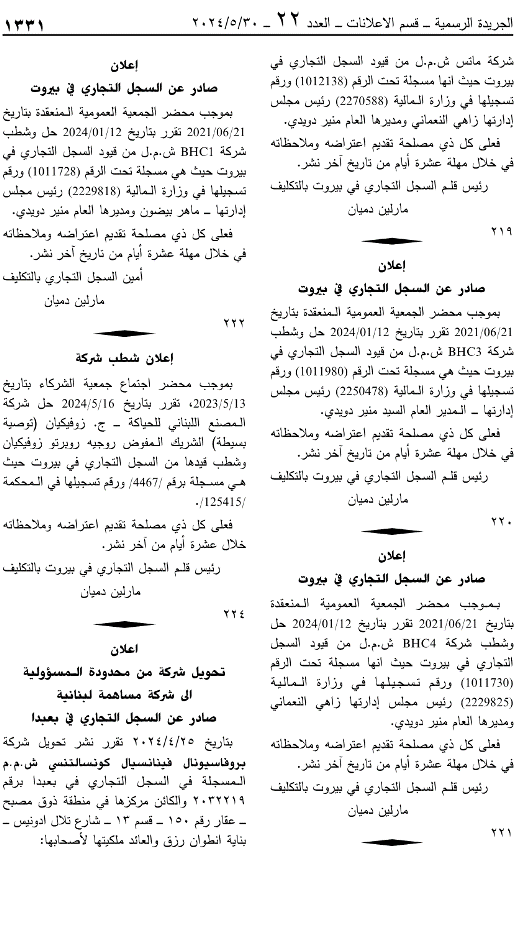 الجريدة الرسمية ــ قسم الاعلانات ــ العدد ٢٢ ــ ٢٠٢٤/٥/٣٠
١٣٣١
شركة ماتس ش.م.ل من قيود السجل التجاري في
بيروت حيث انها مسجلة تحت الرقم (1012138) ورقم
تسجيلها في وزارة المالية (2270588) رئيس مجلس
إدارتها زاهي النعماني ومديرها العام منير دويدي.
فعلى كل ذي مصلحة تقديم اعتراضه وملاحظاته
في خلال مهلة عشرة أيام من تاريخ آخر نشر.
رئيس قلم السجل التجاري في بيروت بالتكليف
مارلين دميان
٢١٩
إعلان
صادر عن السجل التجاري في بيروت
بموجب محضر الجمعية العمومية المنعقدة بتاريخ
2021/06/21 تقرر بتاريخ 2024/01/12 حل وشطب
شركة BHC3 ش.م.ل من قيود السجل التجاري في
بيروت حيث هي مسجلة تحت الرقم (1011980) ورقم
تسجيلها في وزارة المالية (2250478) رئيس مجلس
إدارتها ــ المدير العام السيد منير دويدي.
فعلى كل ذي مصلحة تقديم اعتراضه وملاحظاته
في خلال مهلة عشرة أيام من تاريخ آخر نشر.
رئيس قلم السجل التجاري في بيروت بالتكليف
مارلين دميان
٢٢٠
إعلان
صادر عن السجل التجاري في بيروت
بموجب محضر الجمعية العمومية المنعقدة
بتاريخ 2021/06/21 تقرر بتاريخ 2024/01/12 حل
وشطب شركة BHC4 ش.م.ل من قيود السجل
التجاري في بيروت حيث انها مسجلة تحت الرقم
(1011730) ورقم تسجيلها في وزارة المالية
(2229825) رئيس مجلس إدارتها زاهي النعماني
ومديرها العام منير دويدي.
فعلى كل ذي مصلحة تقديم اعتراضه وملاحظاته
في خلال مهلة عشرة أيام من تاريخ آخر نشر.
رئيس قلم السجل التجاري في بيروت بالتكليف
مارلين دميان
٢٢١
إعلان
صادر عن السجل التجاري في بيروت
بموجب محضر الجمعية العمومية المنعقدة بتاريخ
2021/06/21 تقرر بتاريخ 2024/01/12 حل وشطب
شركة BHC1 ش.م.ل من قيود السجل التجاري في
بيروت حيث هي مسجلة تحت الرقم (1011728) ورقم
تسجيلها في وزارة المالية (2229818) رئيس مجلس
إدارتها ــ ماهر بيضون ومديرها العام منير دويدي.
فعلى كل ذي مصلحة تقديم اعتراضه وملاحظاته
في خلال مهلة عشرة أيام من تاريخ آخر نشر.
أمين السجل التجاري بالتكليف
مارلين دميان
٢٢٢
إعلان شطب شركة
بموجب محضر اجتماع جمعية الشركاء بتاريخ
2023/5/13، تقرر بتاريخ 2024/5/16 حل شركة
المصنع اللبناني للحياكة ــ ج. زوفيكيان (توصية
بسيطة) الشريك المفوض روجيه روبرتو زوفيكيان
وشطب قيدها من السجل التجاري في بيروت حيث
هي مسجلة برقم /4467/ ورقم تسجيلها في المحكمة
/125415/.
فعلى كل ذي مصلحة تقديم اعتراضه وملاحظاته
خلال عشرة أيام من آخر نشر.
رئيس قلم السجل التجاري في بيروت بالتكليف
مارلين دميان
٢٢٤
اعلان
تحويل شركة من محدودة المسؤولية
الى شركة مساهمة لبنانية
صادر عن السجل التجاري في بعبدا
بتاريخ ٢٠٢٤/٤/٢٥ تقرر نشر تحويل شركة
بروفاسيونال فينانسيال كونسالتنسي ش.م.م
المسجلة في السجل التجاري في بعبدا برقم
٢٠٣٢٢١٩ والكائن مركزها في منطقة ذوق مصبح
ــ عقار رقم ١٥٠ ــ قسم ١٣ ــ شارع تلال ادونيس ــ
بناية انطوان رزق والعائد ملكيتها لأصحابها: